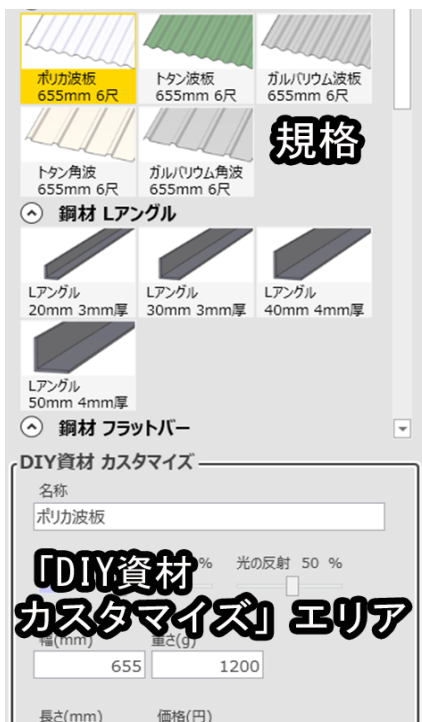 ポリカ波板
655mm 6尺
トタン波板
655mm 6尺
ガルバリウム波板
655mm 6尺
トタン角波
655mm 6尺
ガルバリウム角波
655mm 6尺
規格
鋼材 Lアングル
Lアングル
20mm 3mm厚
Lアングル
30mm 3mm厚
Lアングル
40mm 4mm厚
Lアングル
50mm 4mm厚
鋼材 フラットバー
DIY資材 カスタマイズ
名称
ポリカ波板
% 光の反射 50 %
「DIY資材
カスタマイズ」エリア
幅(mm) 重さ(g)
655 1200
長さ(mm) 価格(円)